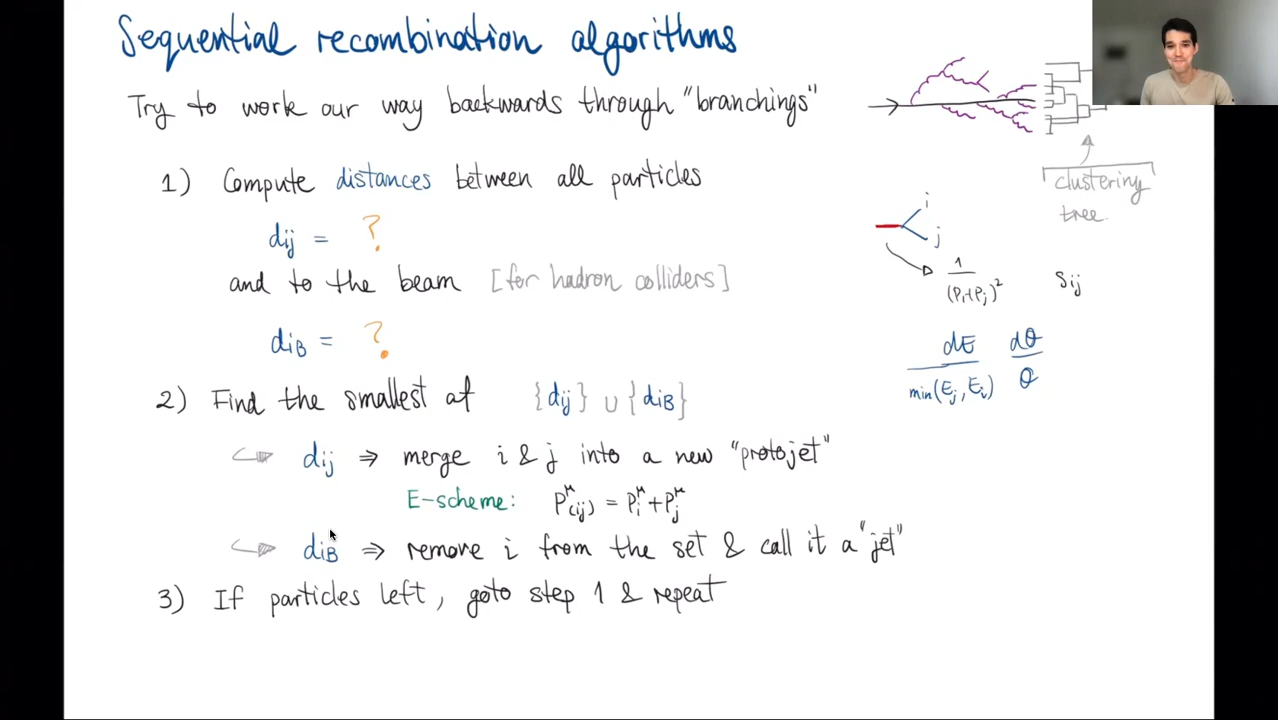 Sequential recombination algorithms
Try to work our way backwards through "branchings"
1) Compute distances between all particles
dij = ?
and to the beam [for hadron colliders]
diB = ?
2) Find the smallest of {dij} ∪ {diB}
dij ⇒ merge i & j into a new "protojet"
E-scheme: P^μ_(ij) = P^μ_i + P^μ_j
diB ⇒ remove i from the set & call it a "jet"
3) If particles left, goto step 1 & repeat
clustering
tree
i
j
1/(Pi+Pj)² Sij
dE/min(Ej, Ei) dθ/θ